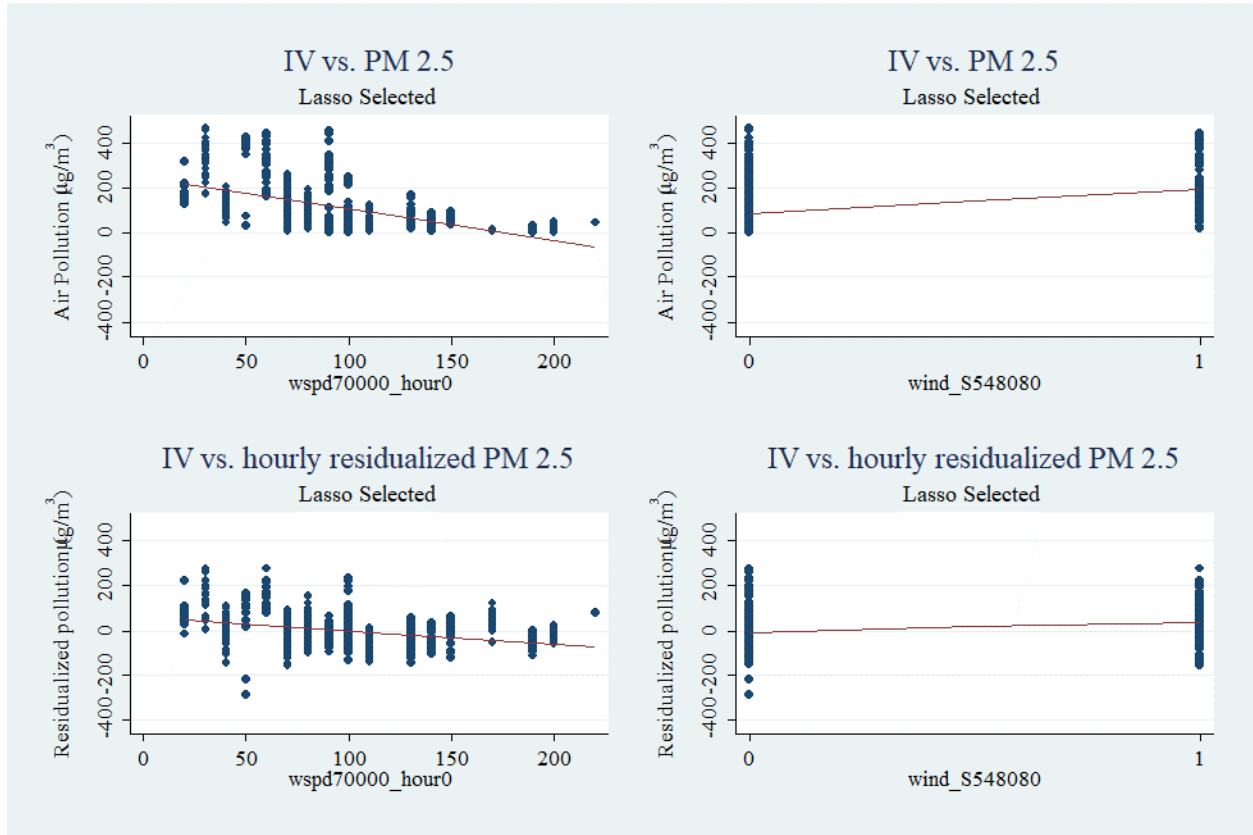 IV vs. PM 2.5
Lasso Selected
Air Pollution (µg/m³)
400
200
0
-200
-400
0 50 100 150 200
wspd70000_hour0
IV vs. PM 2.5
Lasso Selected
Air Pollution (µg/m³)
400
200
0
-200
-400
0 1
wind_S548080
IV vs. hourly residualized PM 2.5
Lasso Selected
Residualized pollution(µg/m³)
400
200
0
-200
-400
0 50 100 150 200
wspd70000_hour0
IV vs. hourly residualized PM 2.5
Lasso Selected
Residualized pollution(µg/m³)
400
200
0
-200
-400
0 1
wind_S548080